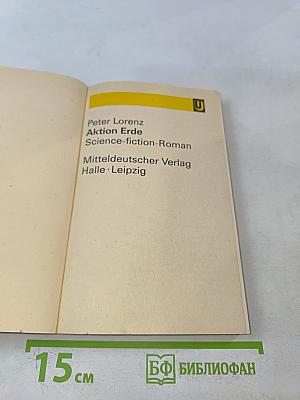 U
Peter Lorenz
Aktion Erde
Science-fiction-Roman
Mitteldeutscher Verlag
Halle · Leipzig
15 см
БФ БИБЛИОФАН